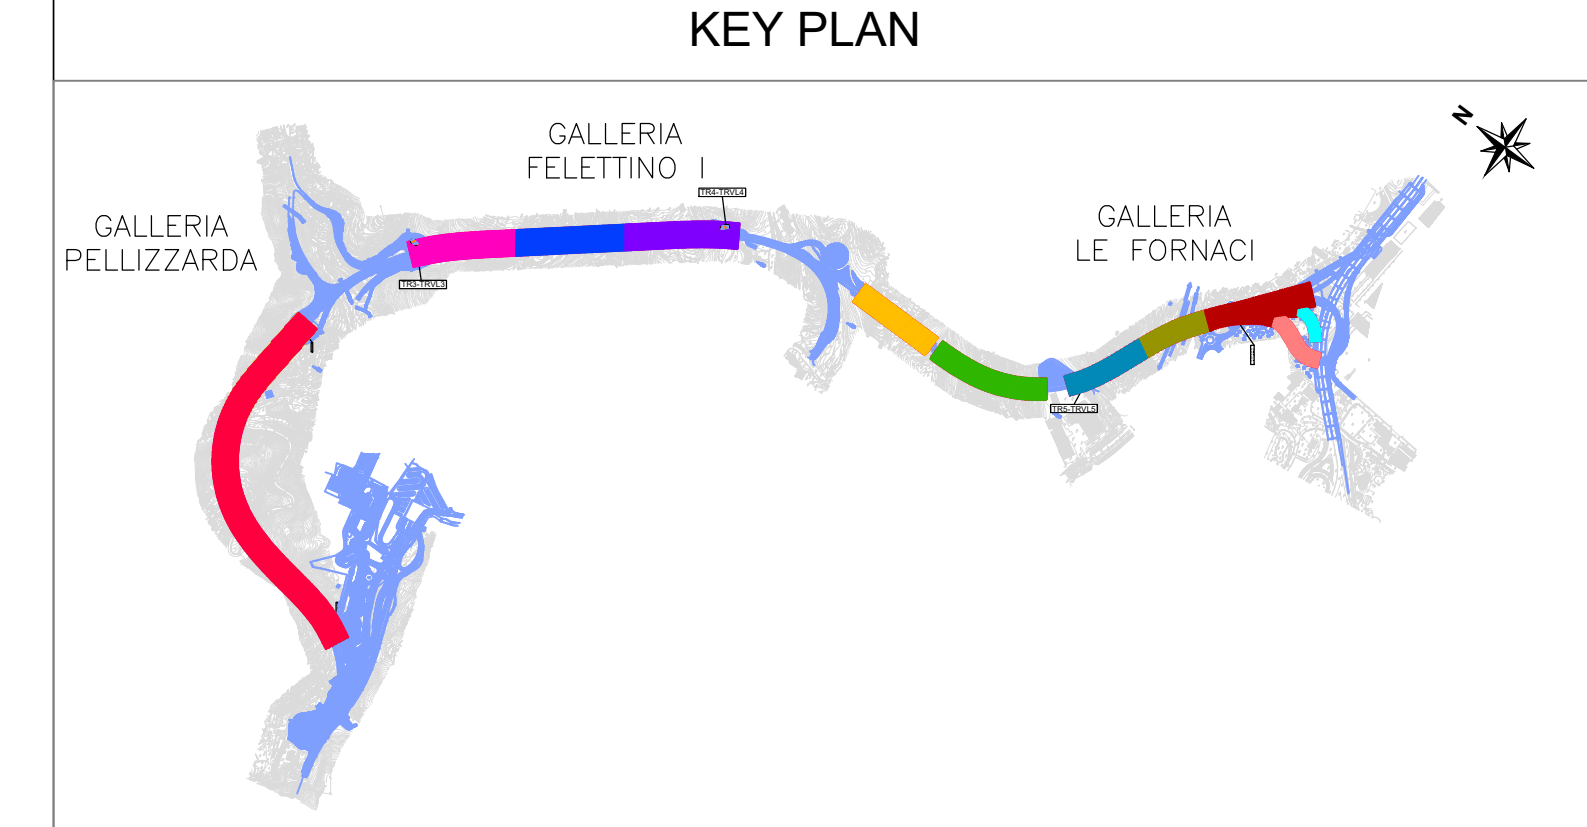 KEY PLAN
N
GALLERIA
FELETTINO I
TR4-TRVL4
GALLERIA
PELLIZZARDA
GALLERIA
LE FORNACI
TR3-TRVL3
TR5-TRVL5